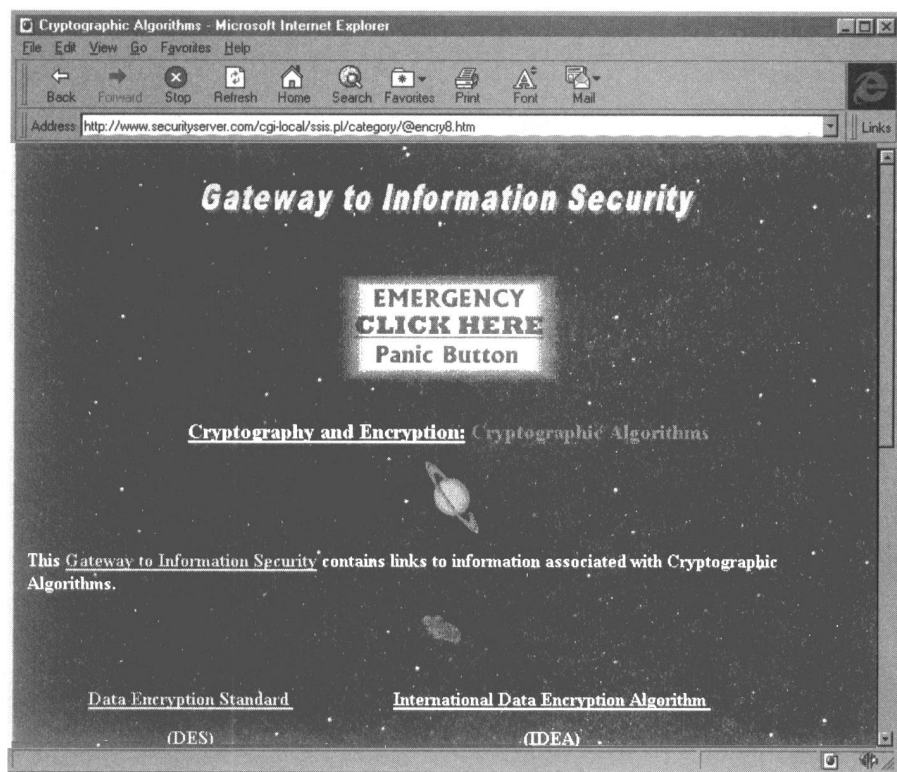 Cryptographic Algorithms - Microsoft Internet Explorer
File Edit View Go Favorites Help
Back Forward Stop Refresh Home Search Favorites Print Font Mail
Address http://www.securityserver.com/cgi-local/ssis.pl/category/@encry8.htm Links
Gateway to Information Security
EMERGENCY
CLICK HERE
Panic Button
Cryptography and Encryption: Cryptographic Algorithms
This Gateway to Information Security contains links to information associated with Cryptographic
Algorithms.
Data Encryption Standard International Data Encryption Algorithm
(DES) (IDEA)